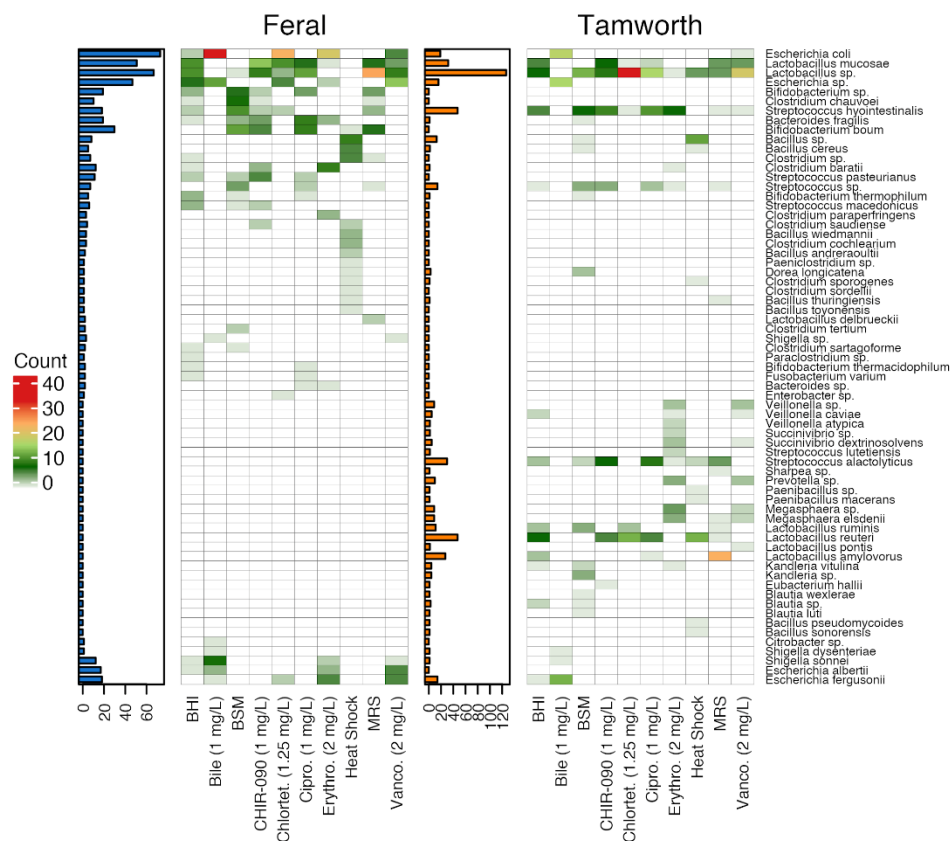 Feral
Tamworth
Escherichia coli
Lactobacillus mucosae
Lactobacillus sp.
Escherichia sp.
Bifidobacterium sp.
Clostridium chauvoei
Streptococcus hyointestinalis
Bacteroides fragilis
Bifidobacterium boum
Bacillus sp.
Bacillus cereus
Clostridium sp.
Clostridium baratii
Streptococcus pasteurianus
Streptococcus sp.
Bifidobacterium thermophilum
Streptococcus macedonicus
Clostridium paraperfringens
Clostridium saudiense
Bacillus wiedmannii
Clostridium cochlearium
Bacillus andreraoultii
Paeniclostridium sp.
Dorea longicatena
Clostridium sporogenes
Clostridium sordellii
Bacillus thuringiensis
Bacillus toyonensis
Lactobacillus delbrueckii
Clostridium tertium
Shigella sp.
Clostridium sartagoforme
Paraclostridium sp.
Bifidobacterium thermacidophilum
Fusobacterium varium
Bacteroides sp.
Enterobacter sp.
Veillonella sp.
Veillonella caviae
Veillonella atypica
Succinivibrio sp.
Succinivibrio dextrinosolvens
Streptococcus lutetiensis
Streptococcus alactolyticus
Sharpea sp.
Prevotella sp.
Paenibacillus sp.
Paenibacillus macerans
Megasphaera sp.
Megasphaera elsdenii
Lactobacillus ruminis
Lactobacillus reuteri
Lactobacillus pontis
Lactobacillus amylovorus
Kandleria vitulina
Kandleria sp.
Eubacterium hallii
Blautia wexlerae
Blautia sp.
Blautia luti
Bacillus pseudomycoides
Bacillus sonorensis
Citrobacter sp.
Shigella dysenteriae
Shigella sonnei
Escherichia albertii
Escherichia fergusonii
Count
40
30
20
10
0
0
20
40
60
BHI
Bile (1 mg/L)
BSM
CHIR-090 (1 mg/L)
Chlortet. (1.25 mg/L)
Cipro. (1 mg/L)
Erythro. (2 mg/L)
Heat Shock
MRS
Vanco. (2 mg/L)
0
20
40
60
80
100
120
BHI
Bile (1 mg/L)
BSM
CHIR-090 (1 mg/L)
Chlortet. (1.25 mg/L)
Cipro. (1 mg/L)
Erythro. (2 mg/L)
Heat Shock
MRS
Vanco. (2 mg/L)